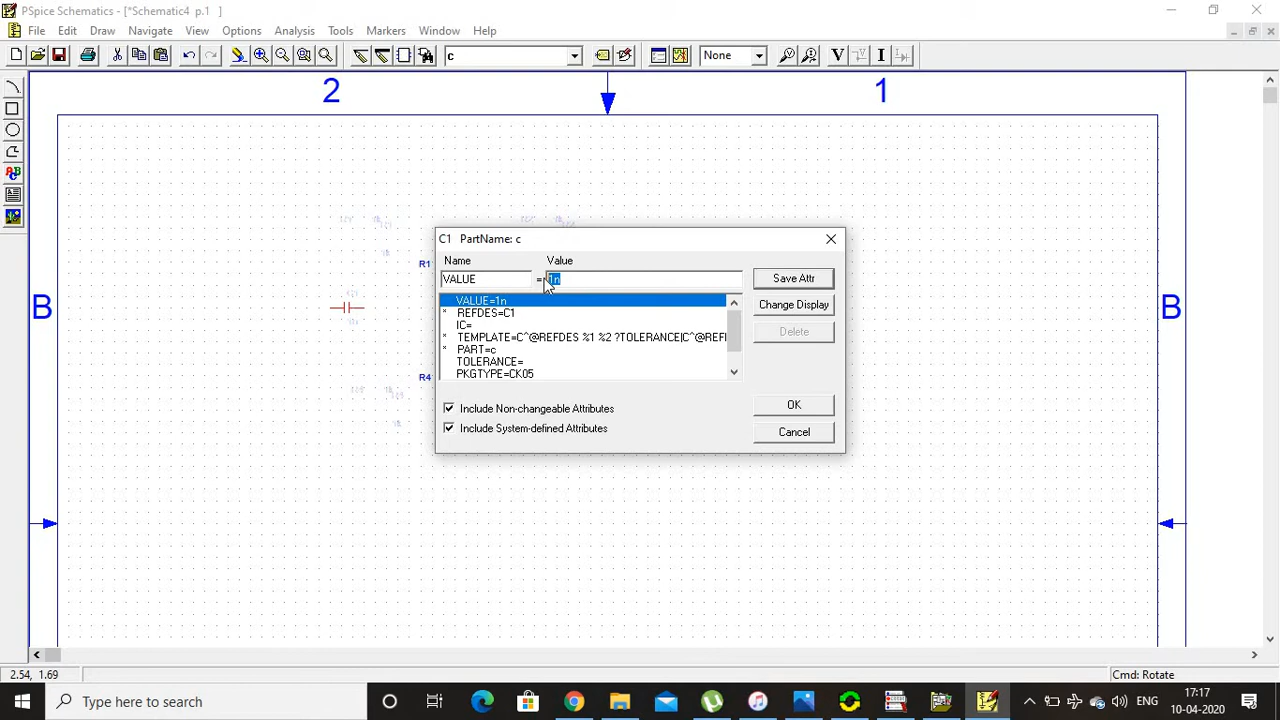 PSpice Schematics - [*Schematic4 p.1 ]
File Edit Draw Navigate View Options Analysis Tools Markers Window Help
c None V I
2 1
B B
R1
R4
C1 PartName: c
Name Value
VALUE = 1n
Save Attr
VALUE=1n
* REFDES=C1
IC=
* TEMPLATE=C^@REFDES %1 %2 ?TOLERANCE|C^@REFI
* PART=c
TOLERANCE=
PKGTYPE=CK05
Change Display
Delete
Include Non-changeable Attributes
Include System-defined Attributes
OK
Cancel
2.54, 1.69 Cmd: Rotate
Type here to search
ENG
17:17
10-04-2020